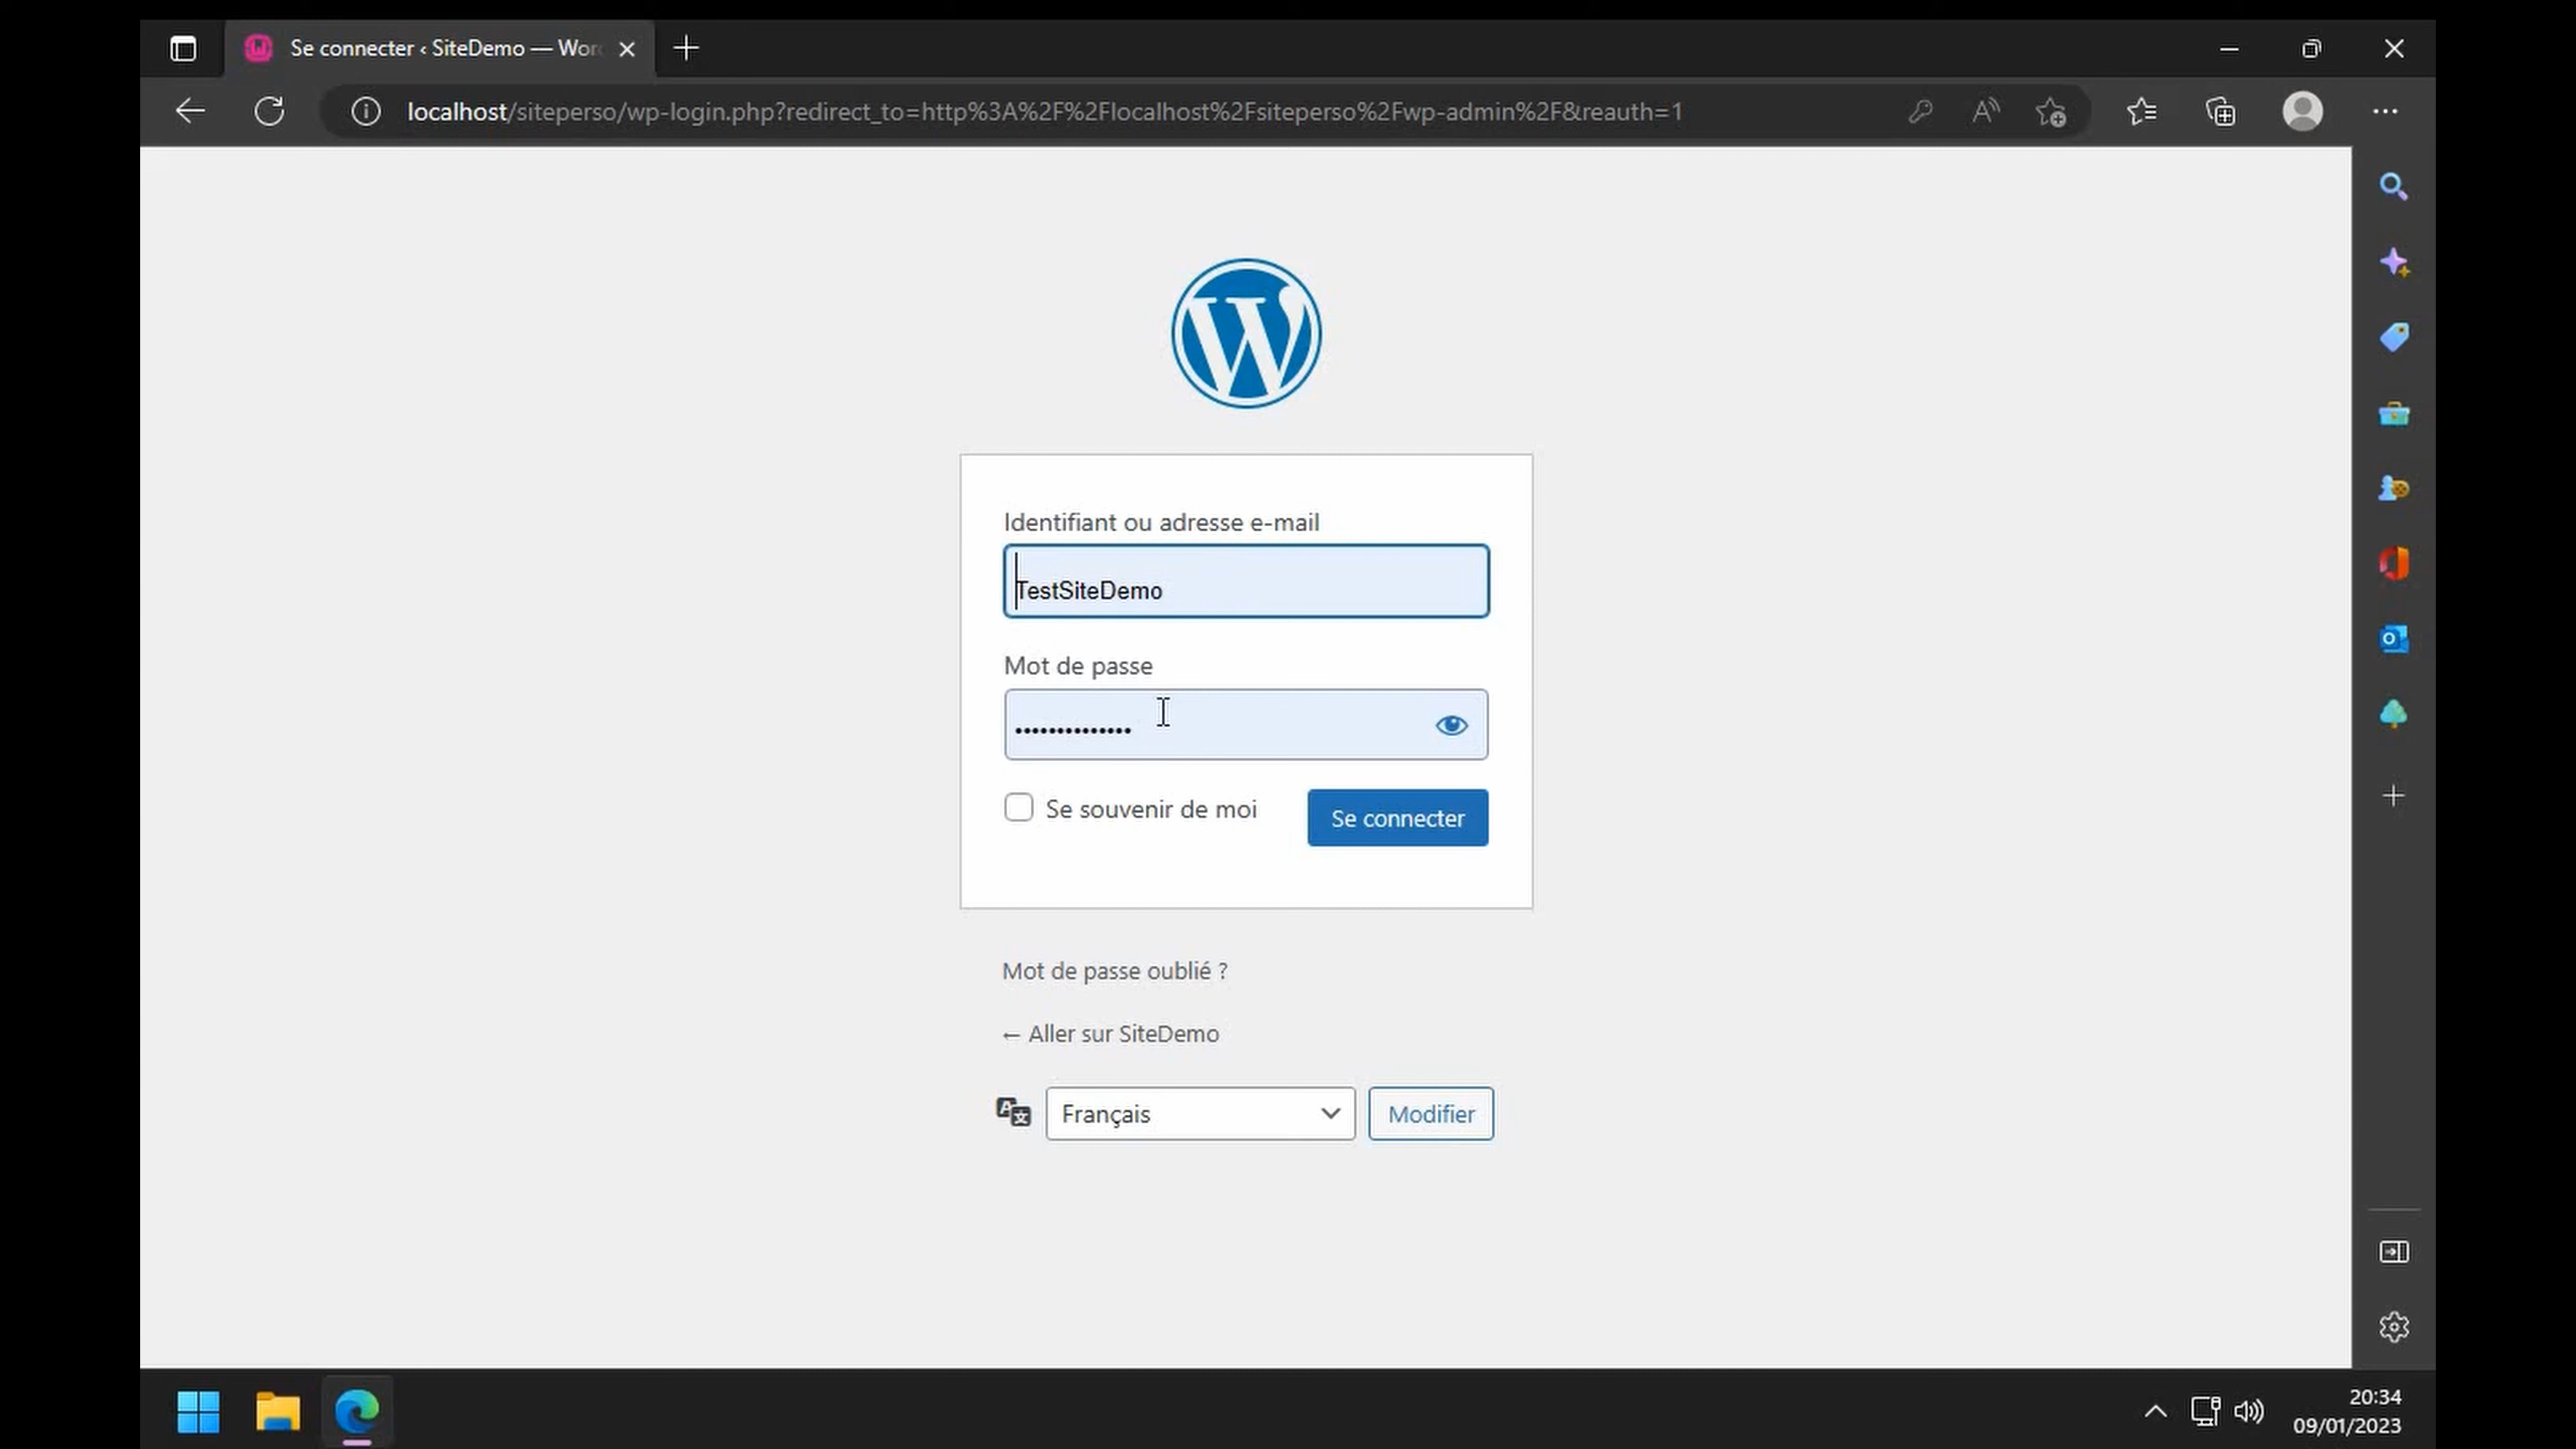 Se connecter ‹ SiteDemo — Wor
localhost/siteperso/wp-login.php?redirect_to=http%3A%2F%2Flocalhost%2Fsiteperso%2Fwp-admin%2F&reauth=1
Identifiant ou adresse e-mail
TestSiteDemo
Mot de passe
••••••••••••••
Se souvenir de moi
Se connecter
Mot de passe oublié ?
← Aller sur SiteDemo
Français
Modifier
20:34
09/01/2023